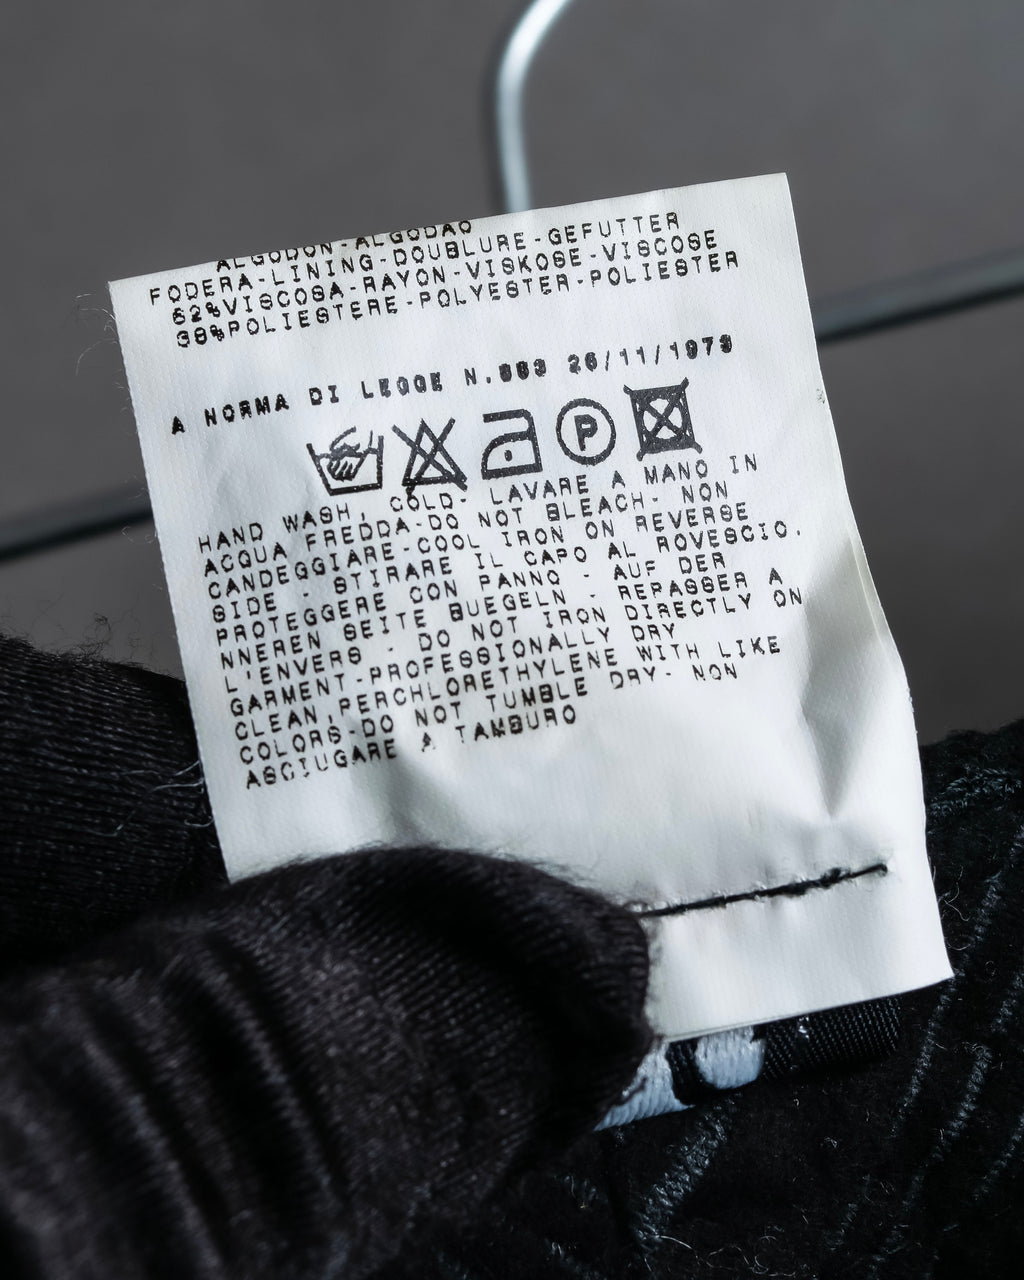 ALGODON-ALGODAO
FODERA-LINING-DOUBLURE-GEFUTTER
62%VISCOSA-RAYON-VISKOSE-VISCOSE
38%POLIESTERE-POLYESTER-POLIESTER
A NORMA DI LEGGE N.883 26/11/1973
P
HAND WASH, COLD- LAVARE A MANO IN
ACQUA FREDDA-DO NOT BLEACH- NON
CANDEGGIARE-COOL IRON ON REVERSE
SIDE - STIRARE IL CAPO AL ROVESCIO.
PROTEGGERE CON PANNO - AUF DER
NNEREN SEITE BUEGELN - REPASSER A
L'ENVERS - DO NOT IRON DIRECTLY ON
GARMENT-PROFESSIONALLY DRY
CLEAN,PERCHLORETHYLENE WITH LIKE
COLORS-DO NOT TUMBLE DRY- NON
ASCIUGARE A TAMBURO